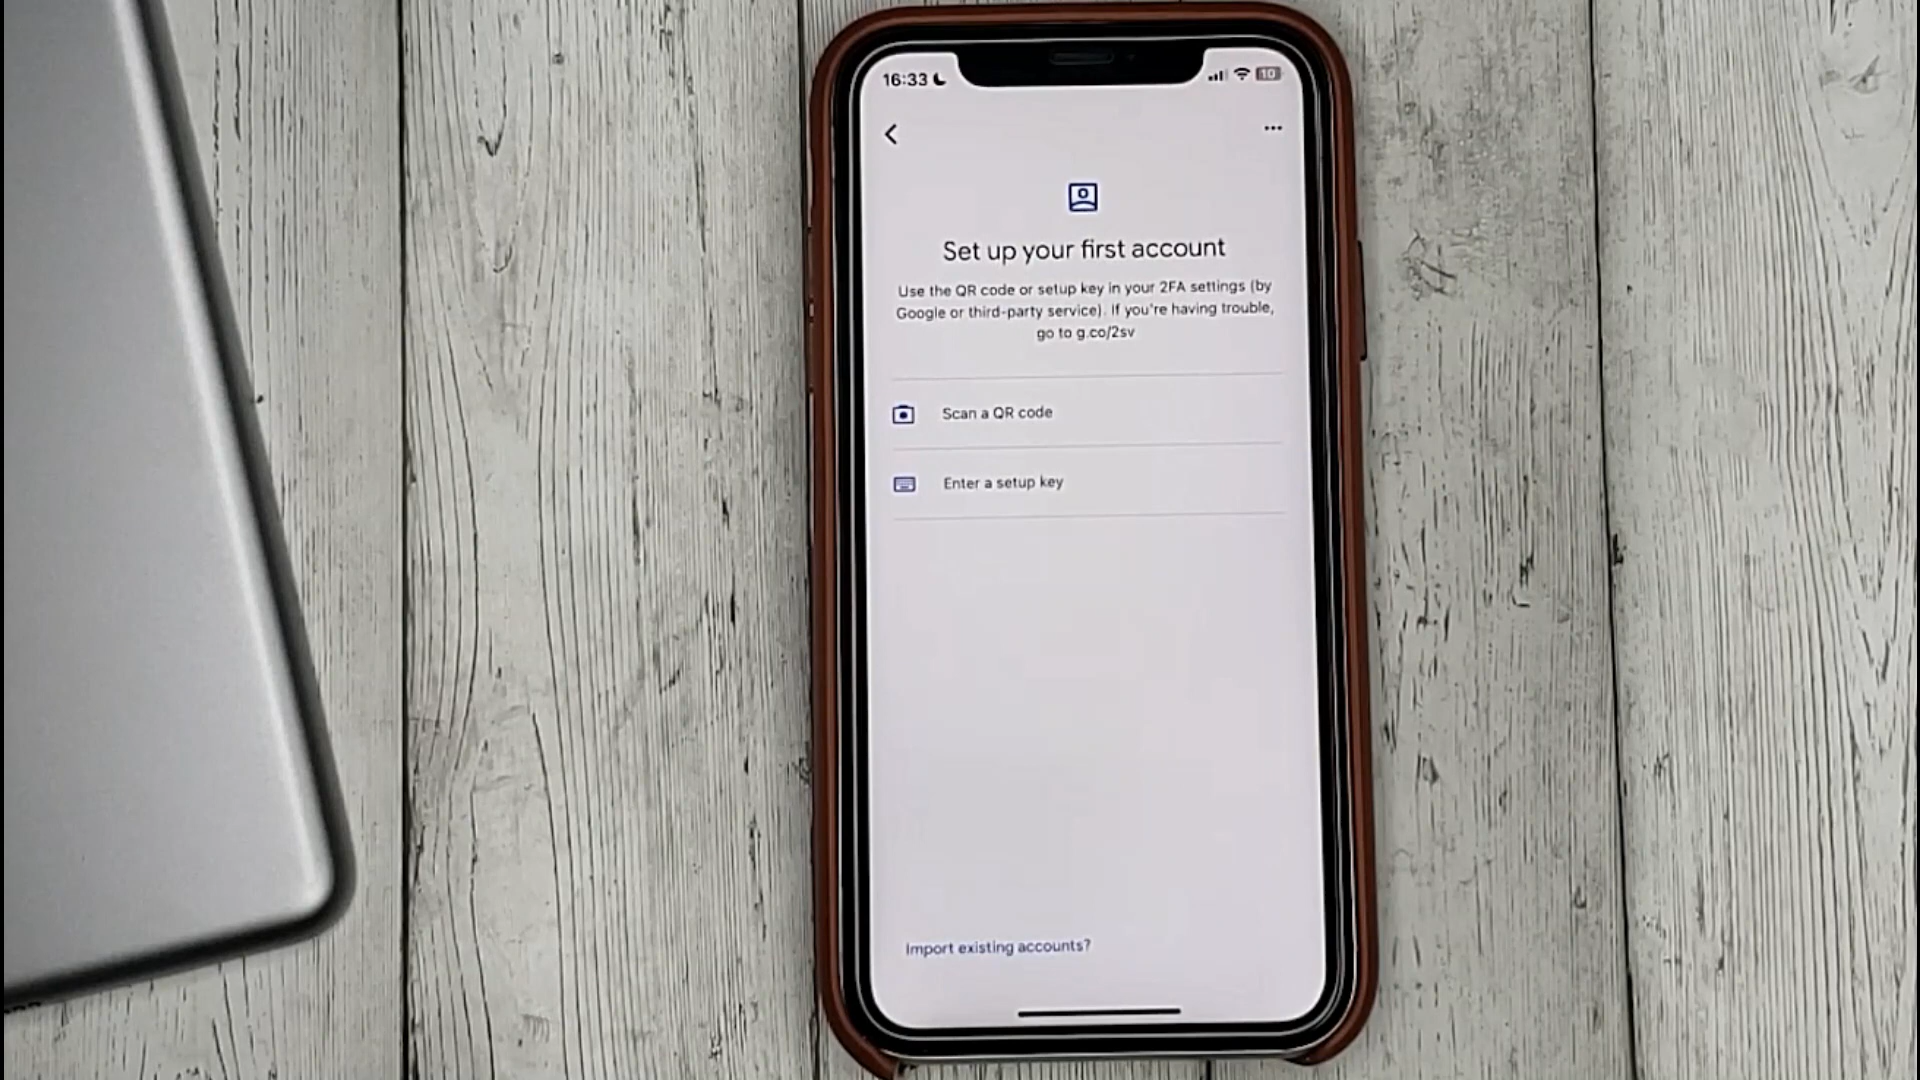 16:33
10
Set up your first account
Use the QR code or setup key in your 2FA settings (by
Google or third-party service). If you're having trouble,
go to g.co/2sv
Scan a QR code
Enter a setup key
Import existing accounts?